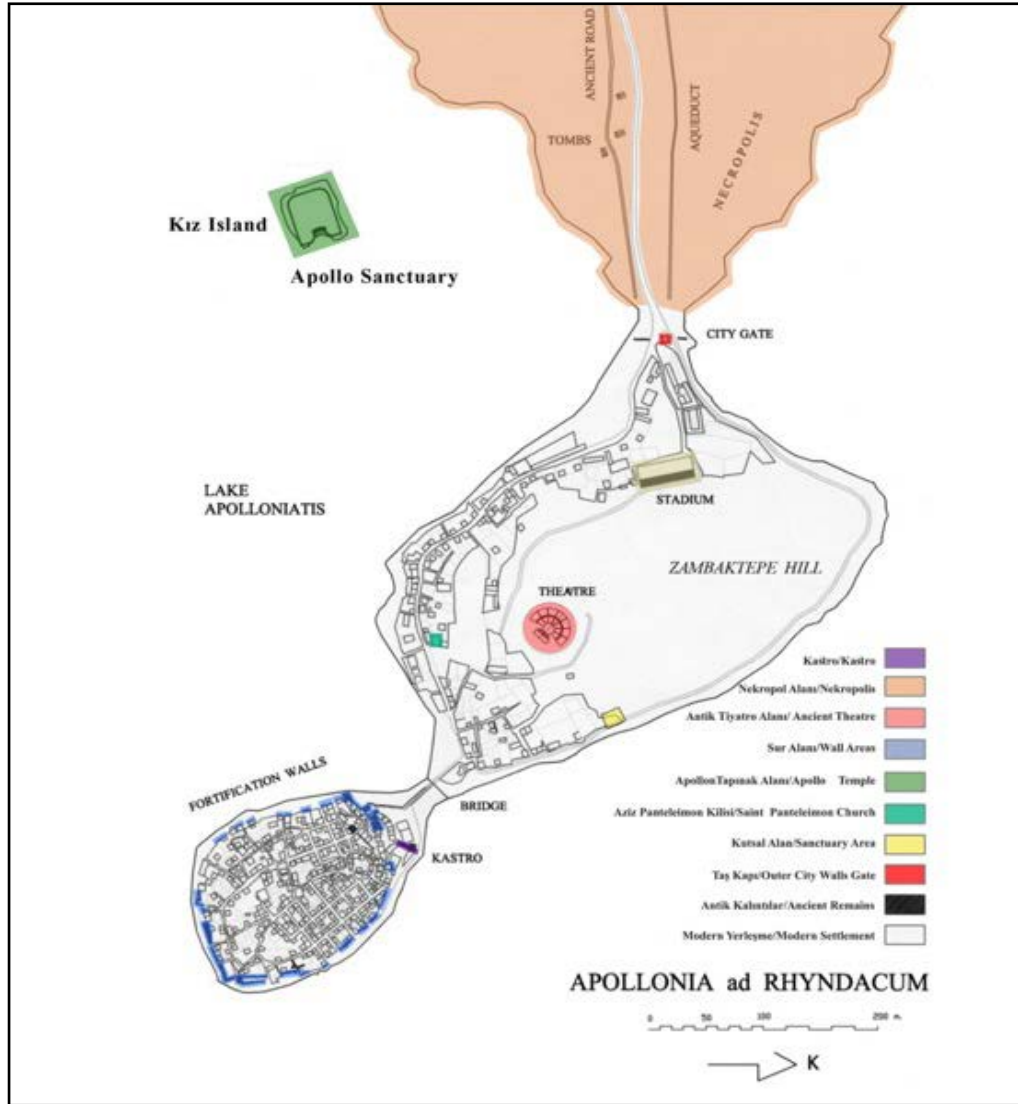 ANCIENT ROAD
TOMBS
AQUEDUCT
NECROPOLIS
Kız Island
Apollo Sanctuary
CITY GATE
LAKE
APOLLONIATIS
STADIUM
ZAMBAKTEPE HILL
THEATRE
FORTIFICATION WALLS
BRIDGE
KASTRO
Kastro/Kastro
Nekropol Alanı/Nekropolis
Antik Tiyatro Alanı/ Ancient Theatre
Sur Alanı/Wall Areas
ApollonTapınak Alanı/Apollo Temple
Aziz Panteleimon Kilisi/Saint Panteleimon Church
Kutsal Alan/Sanctuary Area
Taş Kapı/Outer City Walls Gate
Antik Kalıntılar/Ancient Remains
Modern Yerleşme/Modern Settlement
APOLLONIA ad RHYNDACUM
0 50 100 200 m.
K